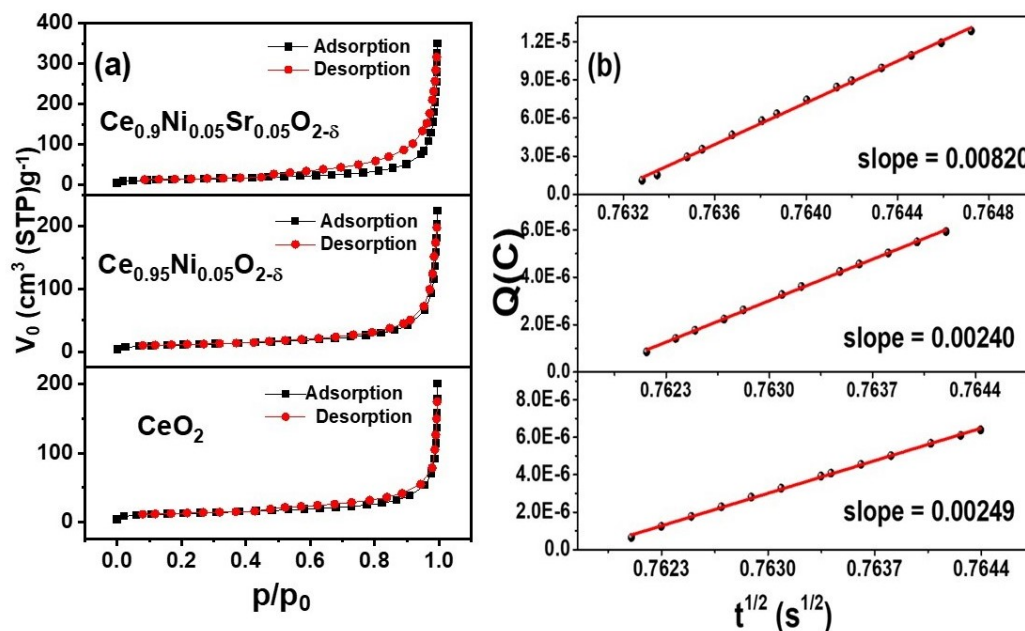 (a)
Adsorption
Desorption
Ce₀.₉Ni₀.₀₅Sr₀.₀₅O₂₋δ
400
300
200
100
0
Adsorption
Desorption
Ce₀.₉₅Ni₀.₀₅O₂₋δ
200
100
0
Adsorption
Desorption
CeO₂
200
0
V₀ (cm³ (STP)g⁻¹)
0.0 0.2 0.4 0.6 0.8 1.0
p/p₀
(b)
1.2E-5
9.0E-6
6.0E-6
3.0E-6
0.0
slope = 0.00820
0.7632 0.7636 0.7640 0.7644 0.7648
6.0E-6
4.0E-6
2.0E-6
0.0
slope = 0.00240
0.7623 0.7630 0.7637 0.7644
8.0E-6
6.0E-6
4.0E-6
2.0E-6
0.0
slope = 0.00249
0.7623 0.7630 0.7637 0.7644
Q(C)
t¹/² (s¹/²)